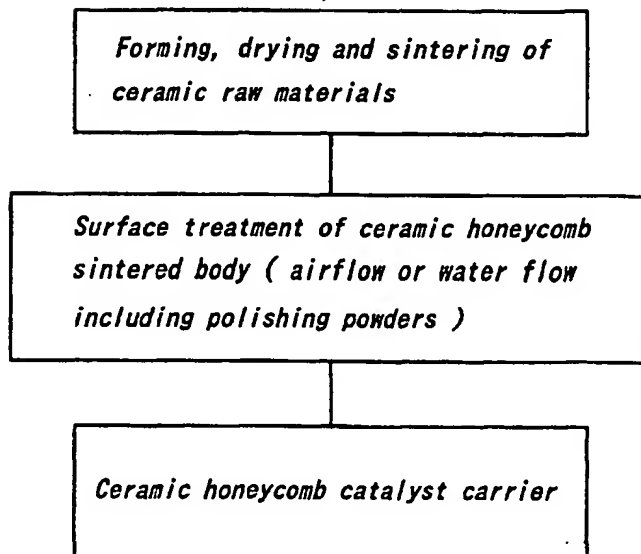 Forming, drying and sintering of
ceramic raw materials
Surface treatment of ceramic honeycomb
sintered body ( airflow or water flow
including polishing powders )
Ceramic honeycomb catalyst carrier